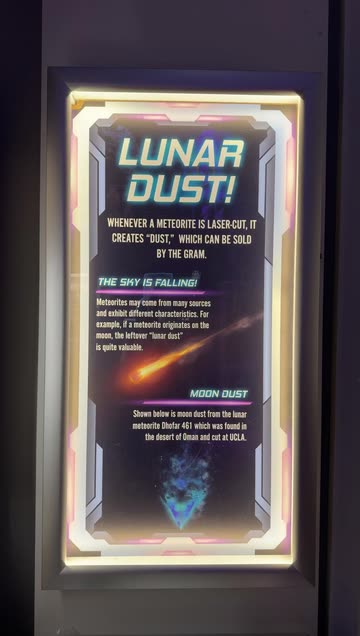 LUNAR
DUST!
WHENEVER A METEORITE IS LASER-CUT, IT
CREATES "DUST," WHICH CAN BE SOLD
BY THE GRAM.
THE SKY IS FALLING!
Meteorites may come from many sources
and exhibit different characteristics. For
example, if a meteorite originates on the
moon, the leftover "lunar dust"
is quite valuable.
MOON DUST
Shown below is moon dust from the lunar
meteorite Dhofar 461 which was found in
the desert of Oman and cut at UCLA.